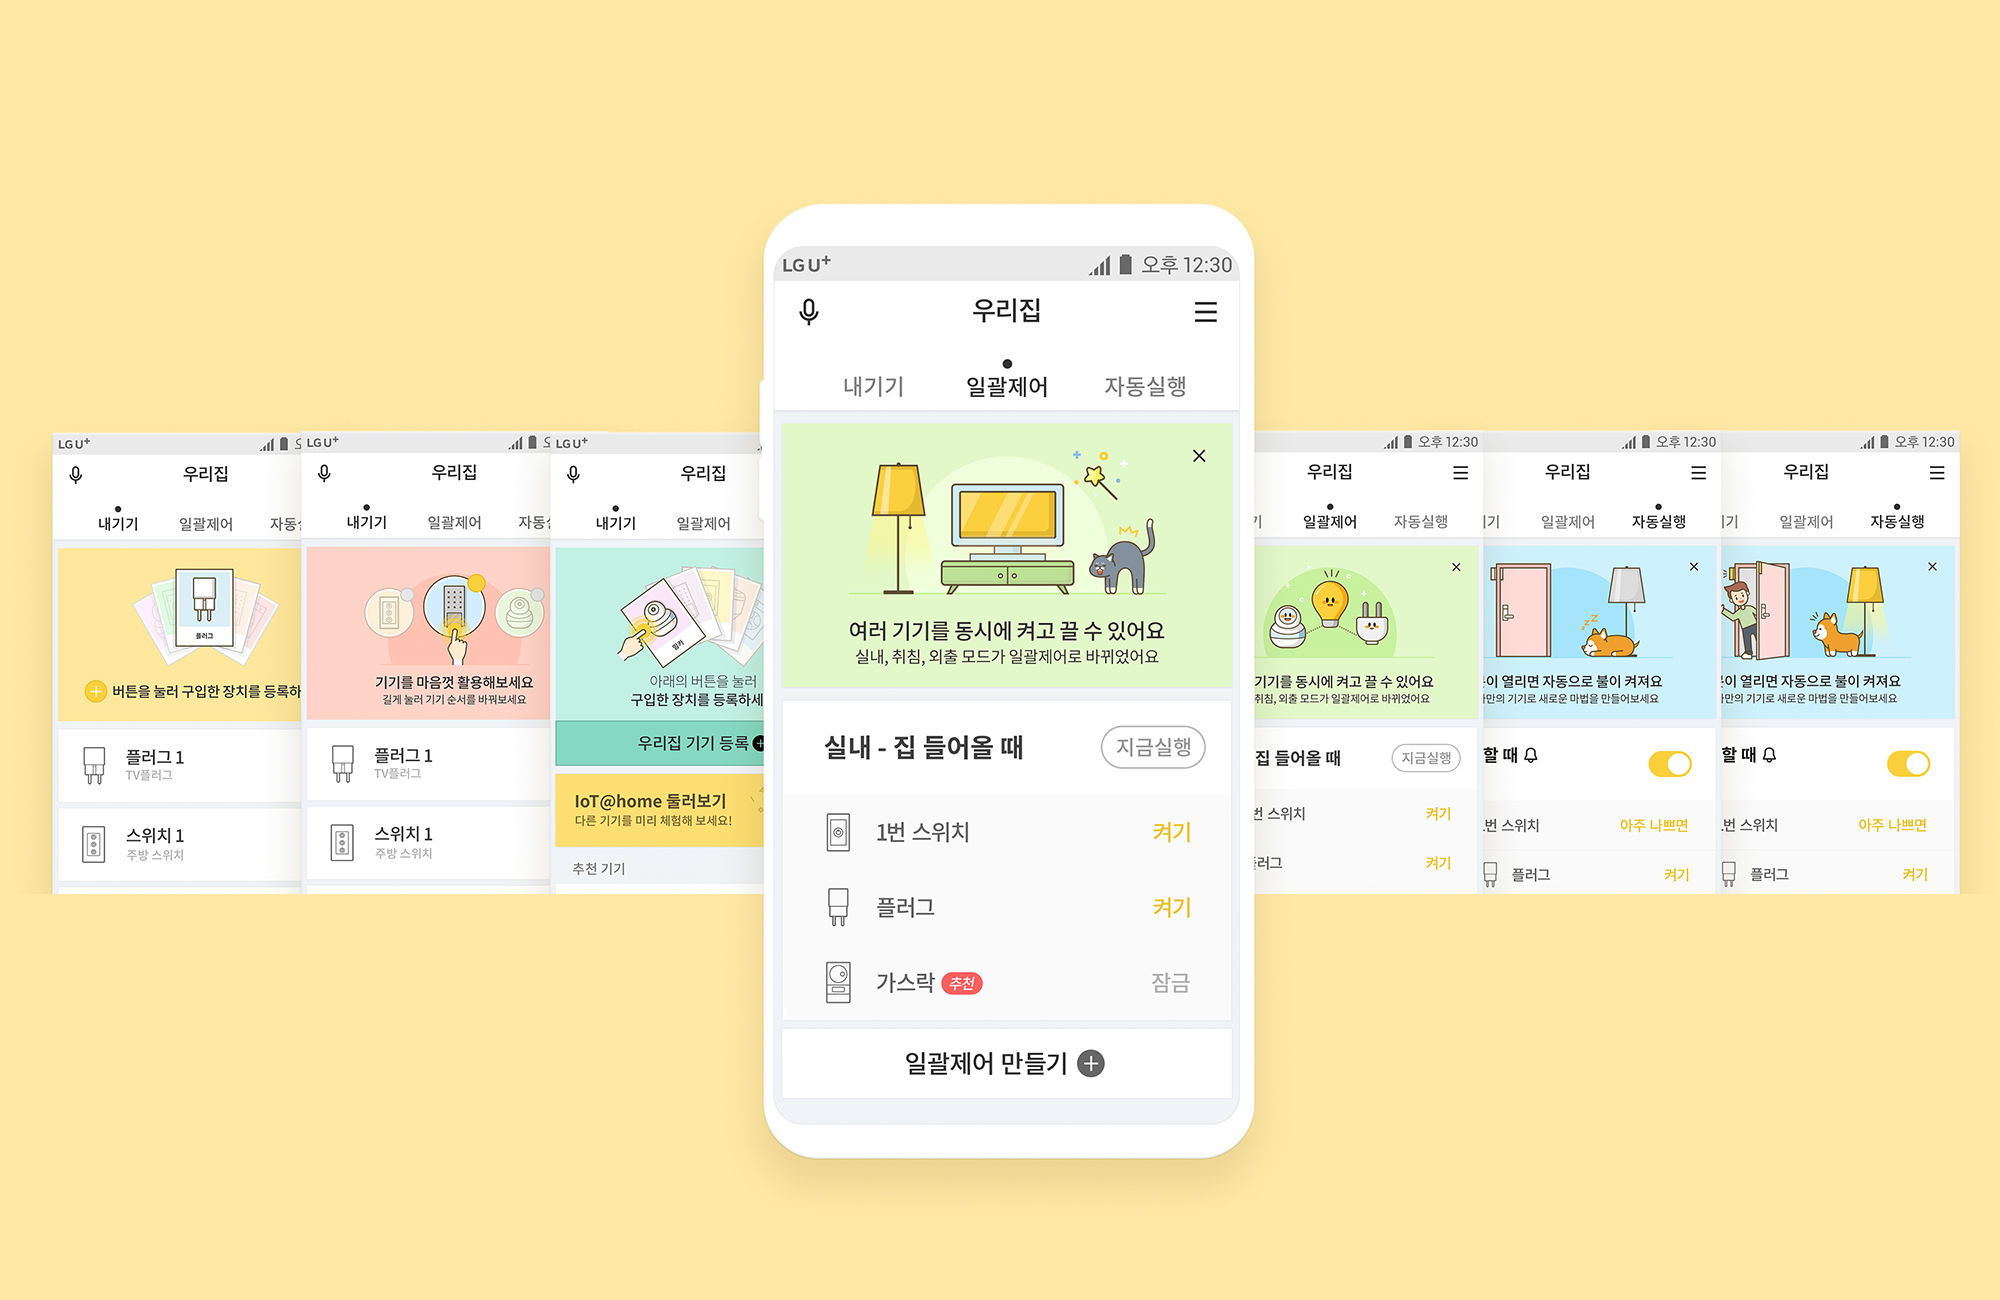 LG U+
우리집
내기기 일괄제어
플러그
버튼을 눌러 구입한 장치를 등록하
플러그 1
TV플러그
스위치 1
주방 스위치
LG U+
우리집
내기기 일괄제어
기기를 마음껏 활용해보세요
길게 눌러 기기 순서를 바꿔보세요
플러그 1
TV플러그
스위치 1
주방 스위치
LG U+
우리집
내기기 일괄제어
맘카
아래의 버튼을 눌러
구입한 장치를 등록하세
우리집 기기 등록
IoT@home 둘러보기
다른 기기를 미리 체험해 보세요!
추천 기기
LG U+ 오후 12:30
우리집
내기기 일괄제어 자동실행
여러 기기를 동시에 켜고 끌 수 있어요
실내, 취침, 외출 모드가 일괄제어로 바뀌었어요
실내 - 집 들어올 때 지금실행
1번 스위치 켜기
플러그 켜기
가스락 추천 잠금
일괄제어 만들기
오후 12:30
우리집
기 일괄제어 자동실행
기기를 동시에 켜고 끌 수 있어요
취침, 외출 모드가 일괄제어로 바뀌었어요
집 들어올 때 지금실행
번 스위치 켜기
러그 켜기
오후 12:30
우리집
기기 일괄제어 자동실행
이 열리면 자동으로 불이 켜져요
만의 기기로 새로운 마법을 만들어보세요
할 때
번 스위치 아주 나쁘면
플러그 켜기
오후 12:30
우리집
기기 일괄제어 자동실행
이 열리면 자동으로 불이 켜져요
만의 기기로 새로운 마법을 만들어보세요
할 때
번 스위치 아주 나쁘면
플러그 켜기